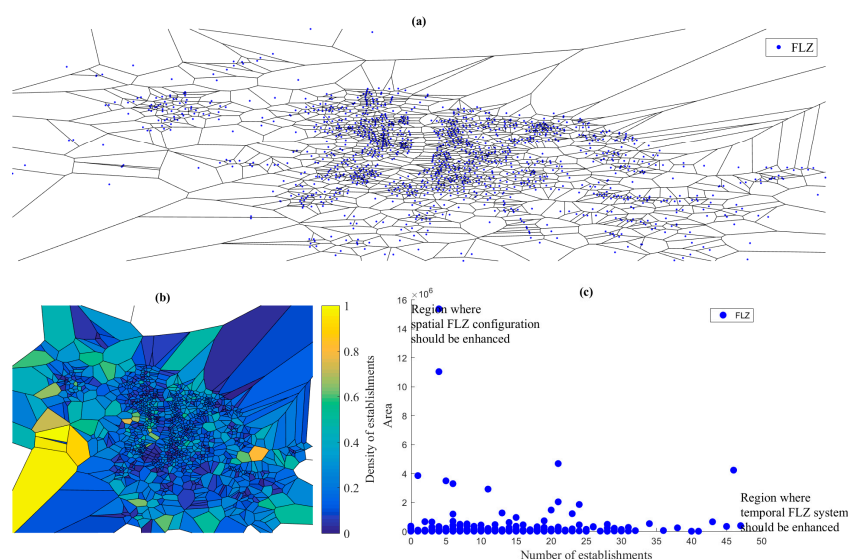 (a)
FLZ
(b)
1
0.8
0.6
0.4
0.2
0
Density of establishments
(c)
×10^6
16
14
12
10
8
6
4
2
0
Area
Region where
spatial FLZ configuration
should be enhanced
FLZ
Region where
temporal FLZ system
should be enhanced
0 5 10 15 20 25 30 35 40 45 50
Number of establishments